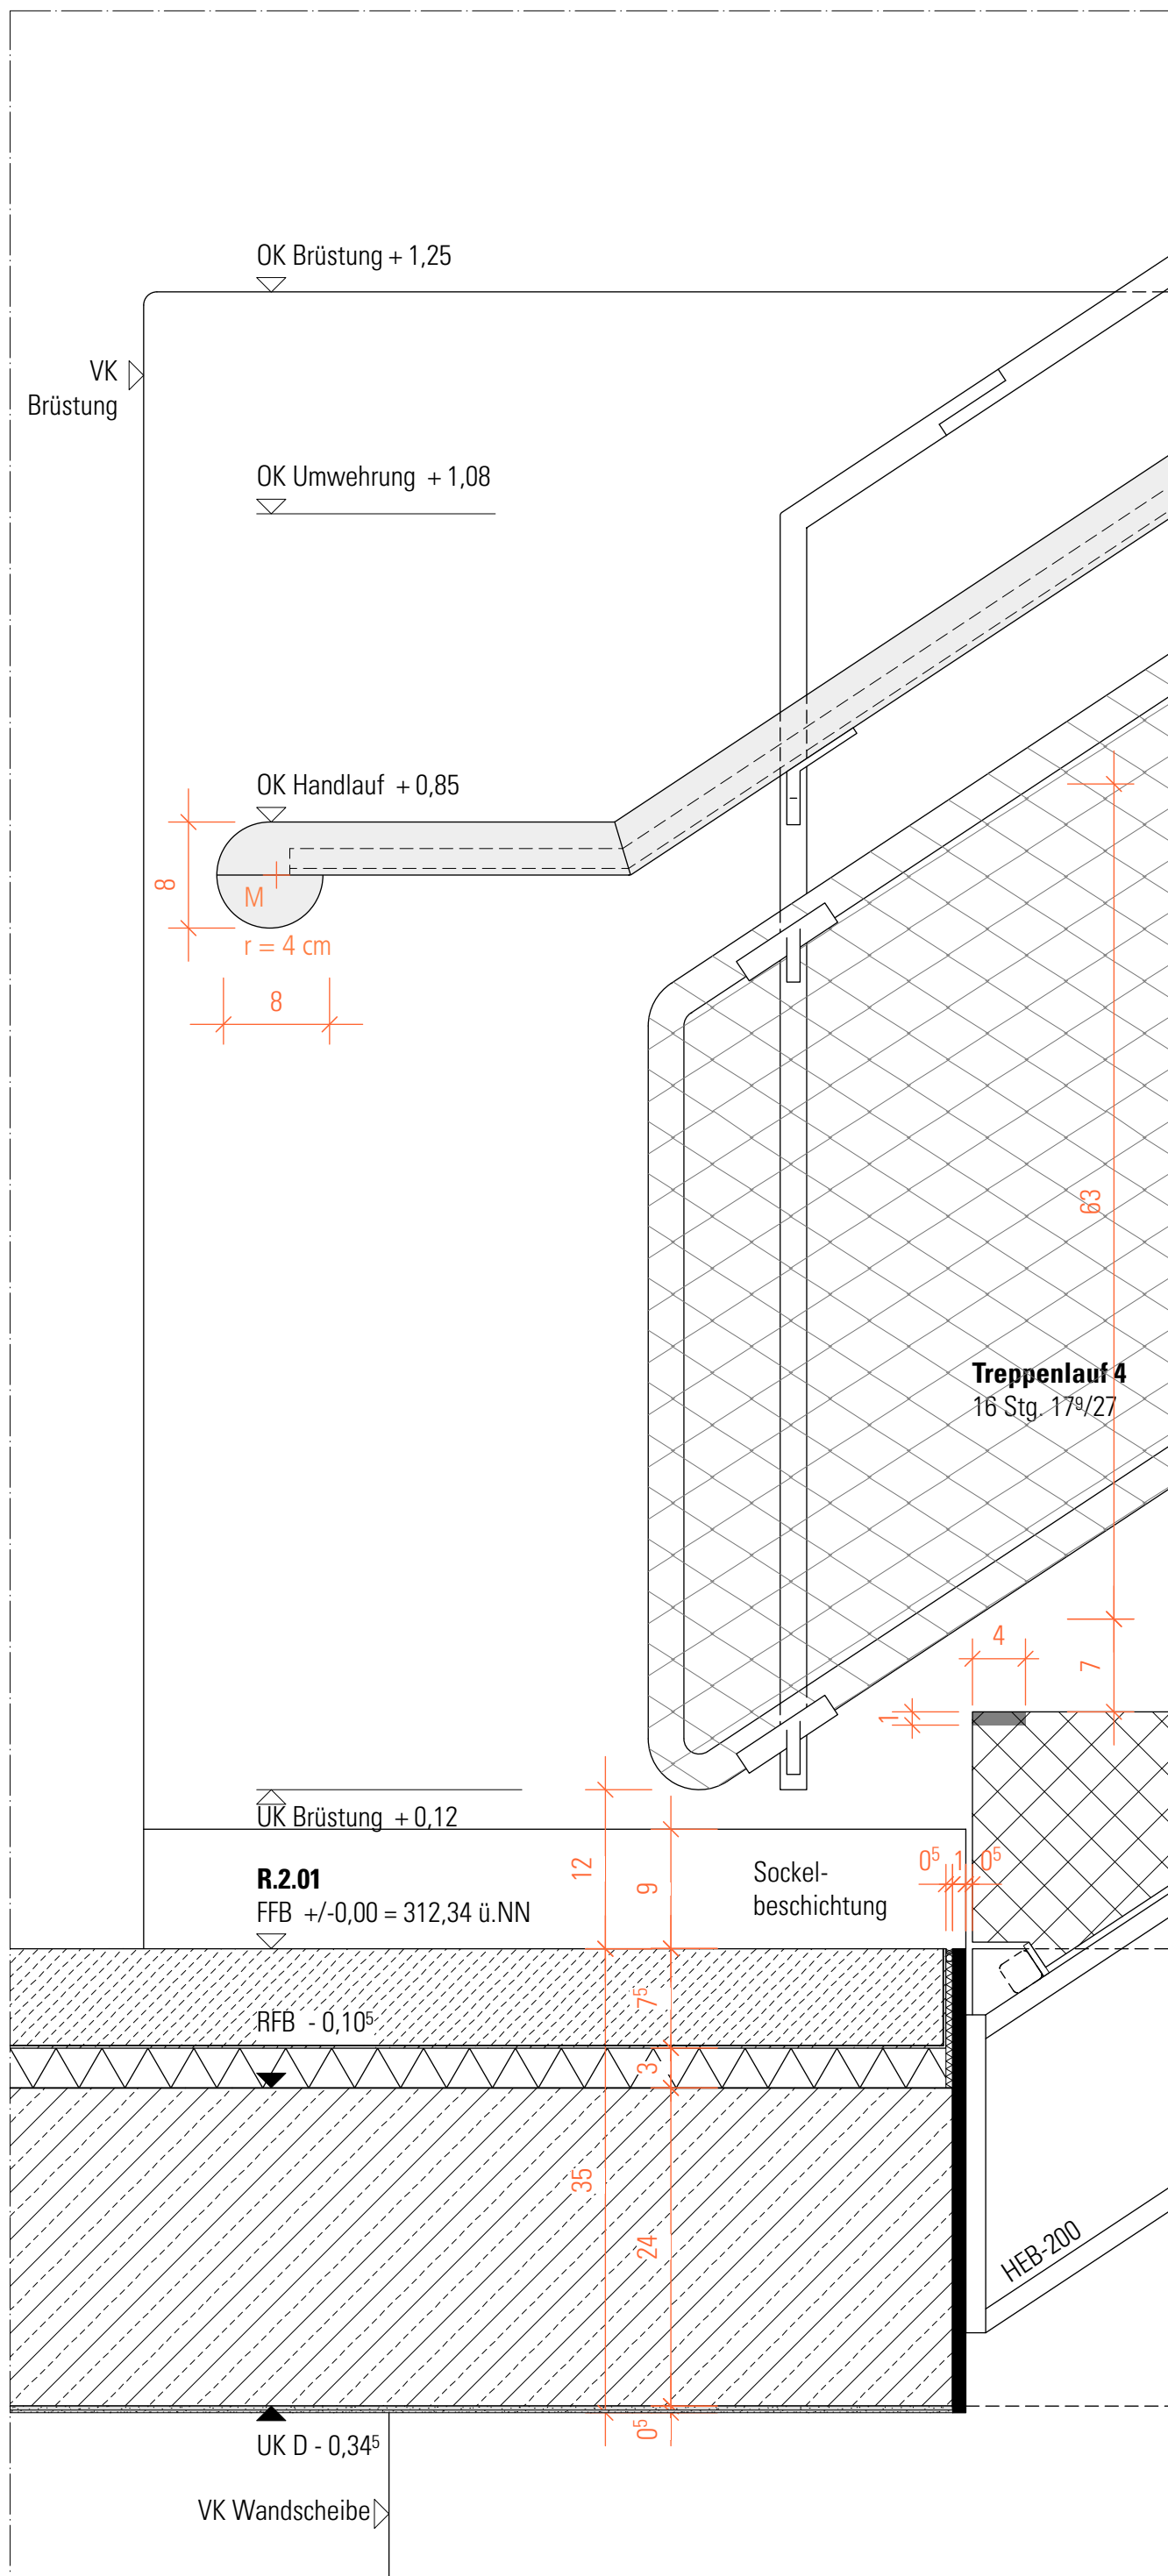 OK Brüstung + 1,25
VK
Brüstung
OK Umwehrung + 1,08
OK Handlauf + 0,85
8
M
r = 4 cm
8
63
Treppenlauf 4
16 Stg. 17⁹/27
4
7
1
UK Brüstung + 0,12
12
9
R.2.01
FFB +/-0,00 = 312,34 ü.NN
Sockel-
beschichtung
0⁵ 1 0⁵
RFB - 0,10⁵
7⁵
3
35
24
HEB-200
0⁵
UK D - 0,34⁵
VK Wandscheibe